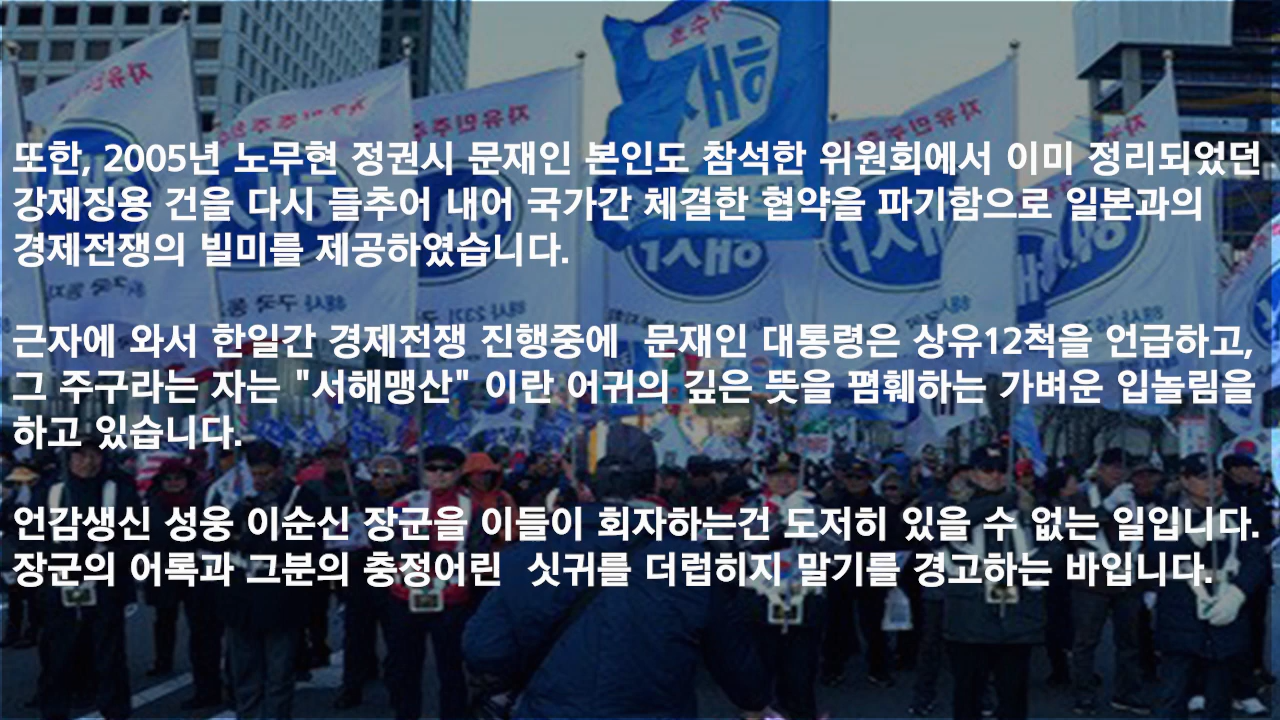 또한, 2005년 노무현 정권시 문재인 본인도 참석한 위원회에서 이미 정리되었던
강제징용 건을 다시 들추어 내어 국가간 체결한 협약을 파기함으로 일본과의
경제전쟁의 빌미를 제공하였습니다.
근자에 와서 한일간 경제전쟁 진행중에 문재인 대통령은 상유12척을 언급하고,
그 주구라는 자는 "서해맹산" 이란 어귀의 깊은 뜻을 폄훼하는 가벼운 입놀림을
하고 있습니다.
언감생신 성웅 이순신 장군을 이들이 회자하는건 도저히 있을 수 없는 일입니다.
장군의 어록과 그분의 충정어린 싯귀를 더럽히지 말기를 경고하는 바입니다.